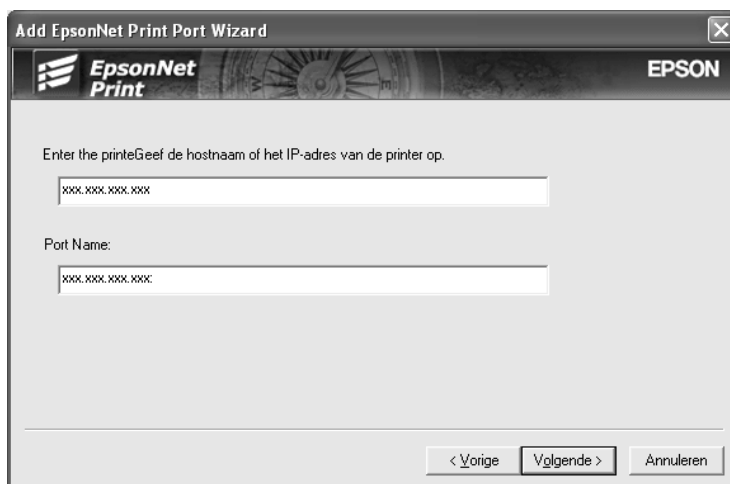 Add EpsonNet Print Port Wizard
EpsonNet
Print
EPSON
Enter the printeGeef de hostnaam of het IP-adres van de printer op.
xxx.xxx.xxx.xxx
Port Name:
xxx.xxx.xxx.xxx:
< Vorige
Volgende >
Annuleren